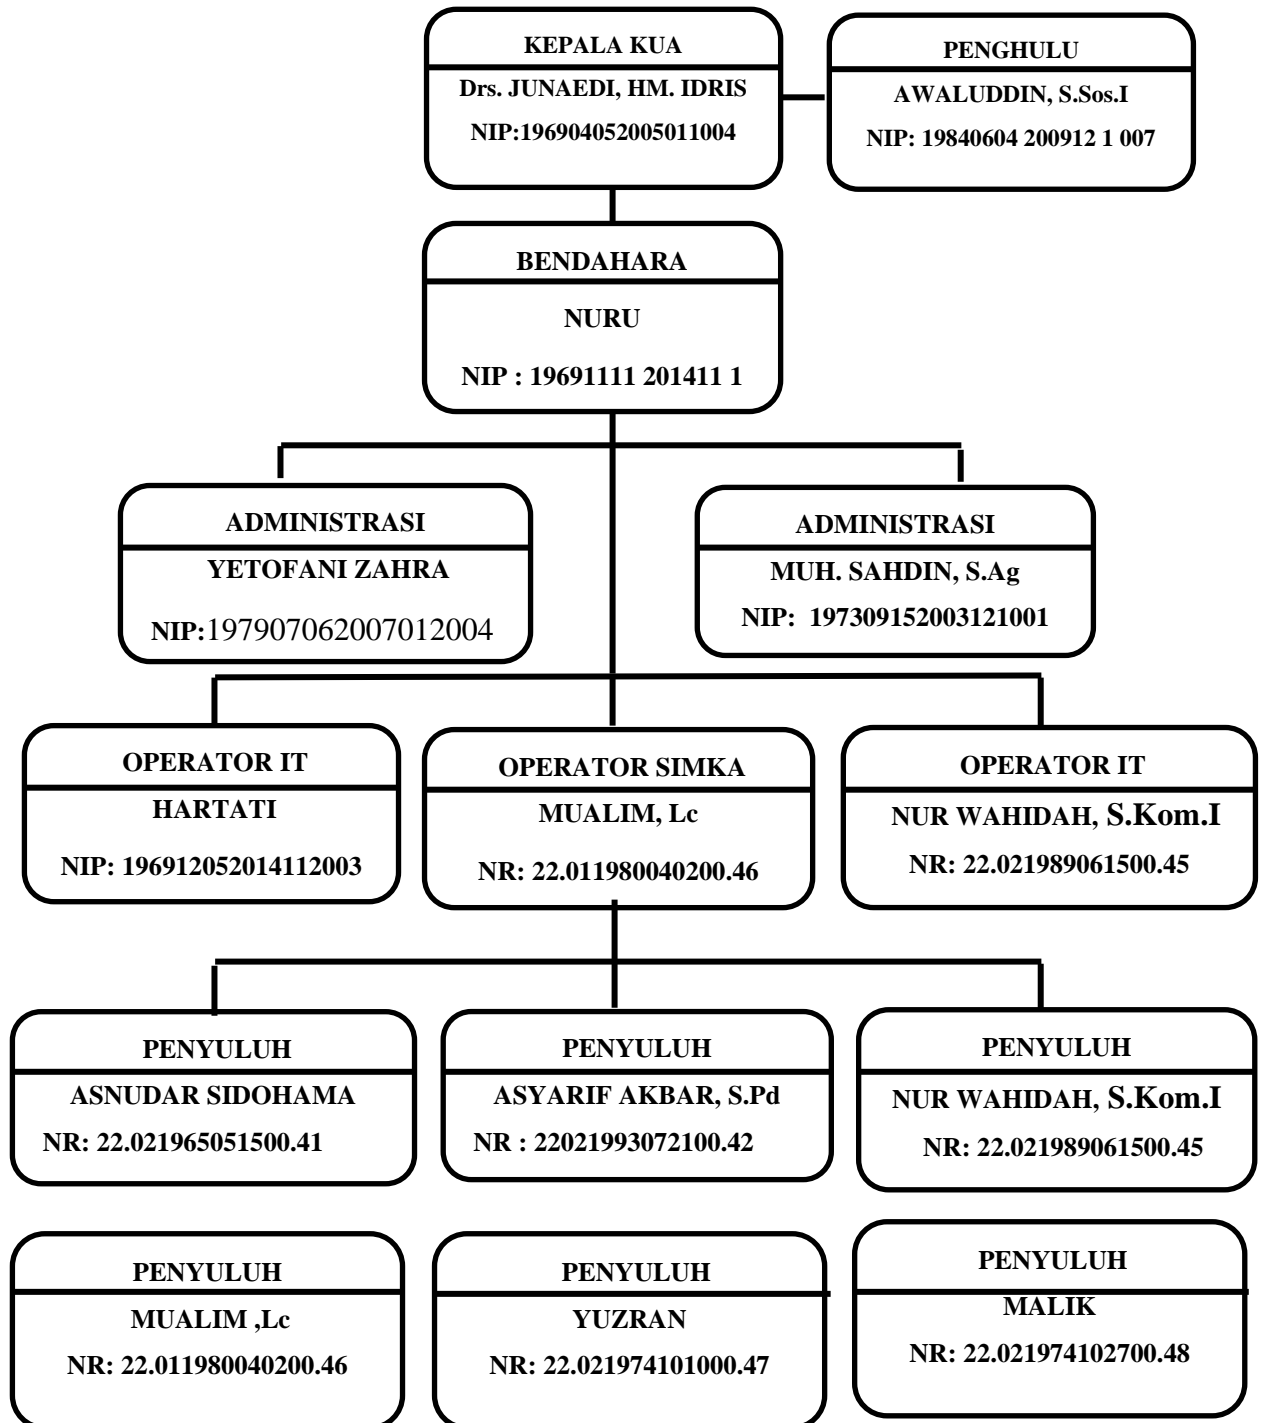 KEPALA KUA
Drs. JUNAEDI, HM. IDRIS
NIP:196904052005011004
PENGHULU
AWALUDDIN, S.Sos.I
NIP: 19840604 200912 1 007
BENDAHARA
NURU
NIP : 19691111 201411 1
ADMINISTRASI
YETOFANI ZAHRA
NIP:197907062007012004
ADMINISTRASI
MUH. SAHDIN, S.Ag
NIP:  197309152003121001
OPERATOR IT
HARTATI
NIP: 196912052014112003
OPERATOR SIMKA
MUALIM, Lc
NR: 22.011980040200.46
OPERATOR IT
NUR WAHIDAH, S.Kom.I
NR: 22.021989061500.45
PENYULUH
ASNUDAR SIDOHAMA
NR: 22.021965051500.41
PENYULUH
ASYARIF AKBAR, S.Pd
NR : 22021993072100.42
PENYULUH
NUR WAHIDAH, S.Kom.I
NR: 22.021989061500.45
PENYULUH
MUALIM ,Lc
NR: 22.011980040200.46
PENYULUH
YUZRAN
NR: 22.021974101000.47
PENYULUH
MALIK
NR: 22.021974102700.48